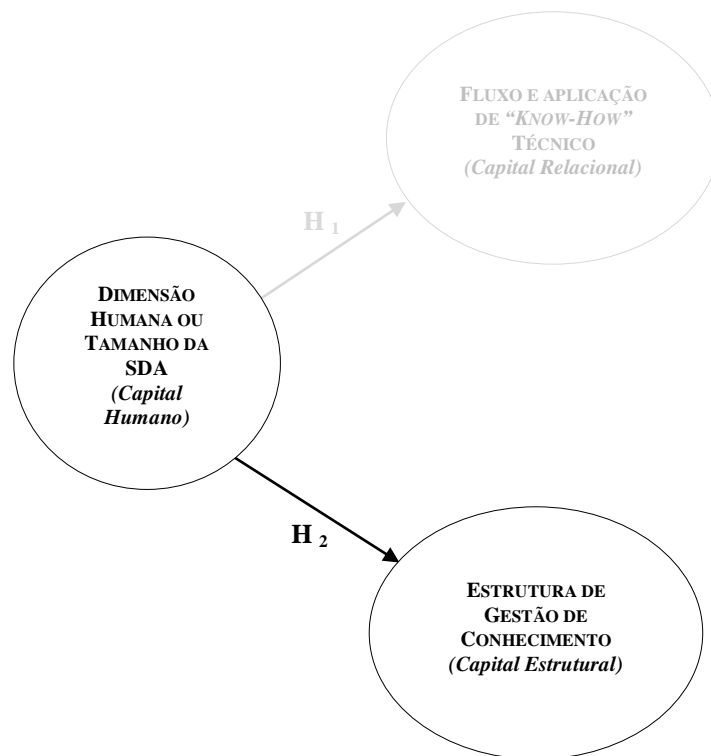 FLUXO E APLICAÇÃO
DE “KNOW-HOW”
TÉCNICO
(Capital Relacional)
H 1
DIMENSÃO
HUMANA OU
TAMANHO DA
SDA
(Capital
Humano)
H 2
ESTRUTURA DE
GESTÃO DE
CONHECIMENTO
(Capital Estrutural)